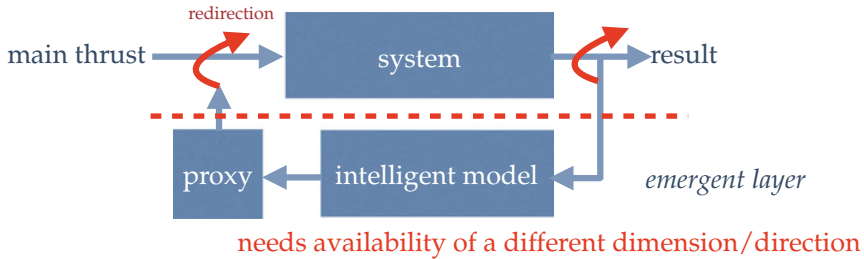 redirection
main thrust
system
result
proxy
intelligent model
emergent layer
needs availability of a different dimension/direction